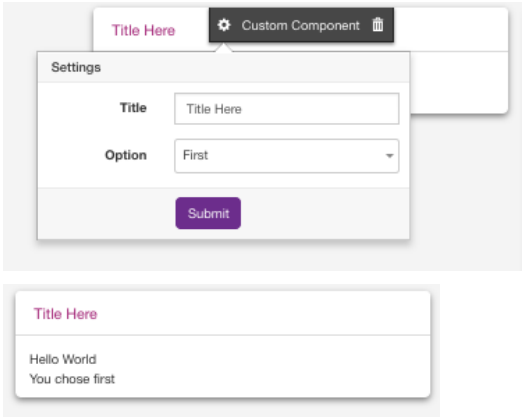 Title Here
Custom Component
Settings
Title
Title Here
Option
First
Submit
Title Here
Hello World
You chose first